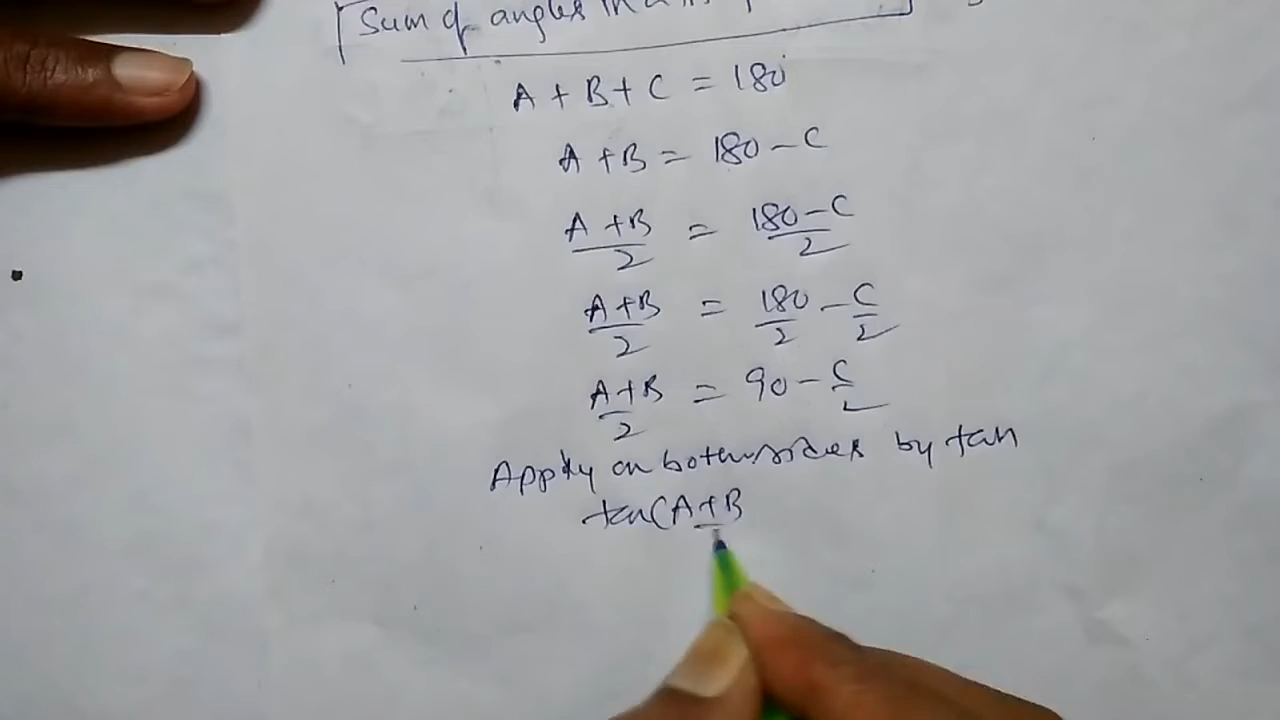 Sum of angles in a
A + B + C = 180°
A + B = 180 - C
A + B / 2 = 180 - C / 2
A + B / 2 = 180 / 2 - C / 2
A + B / 2 = 90 - C / 2
Apply on both sides by tan
tan(A+B